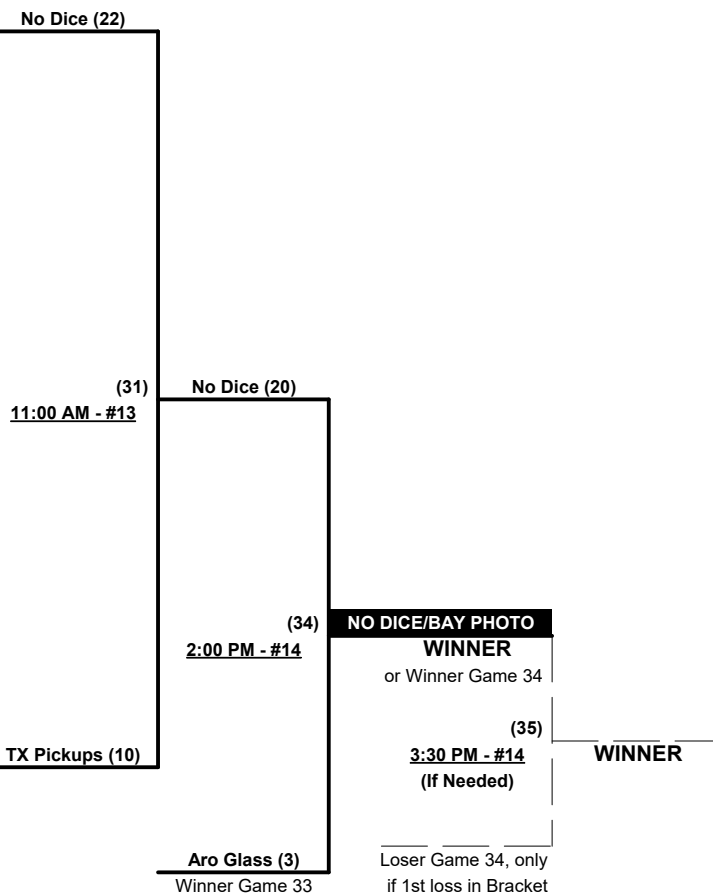 No Dice (22)
(31)
11:00 AM - #13
No Dice (20)
(34)
2:00 PM - #14
NO DICE/BAY PHOTO
WINNER
or Winner Game 34
(35)
3:30 PM - #14
(If Needed)
WINNER
TX Pickups (10)
Aro Glass (3)
Winner Game 33
Loser Game 34, only
if 1st loss in Bracket